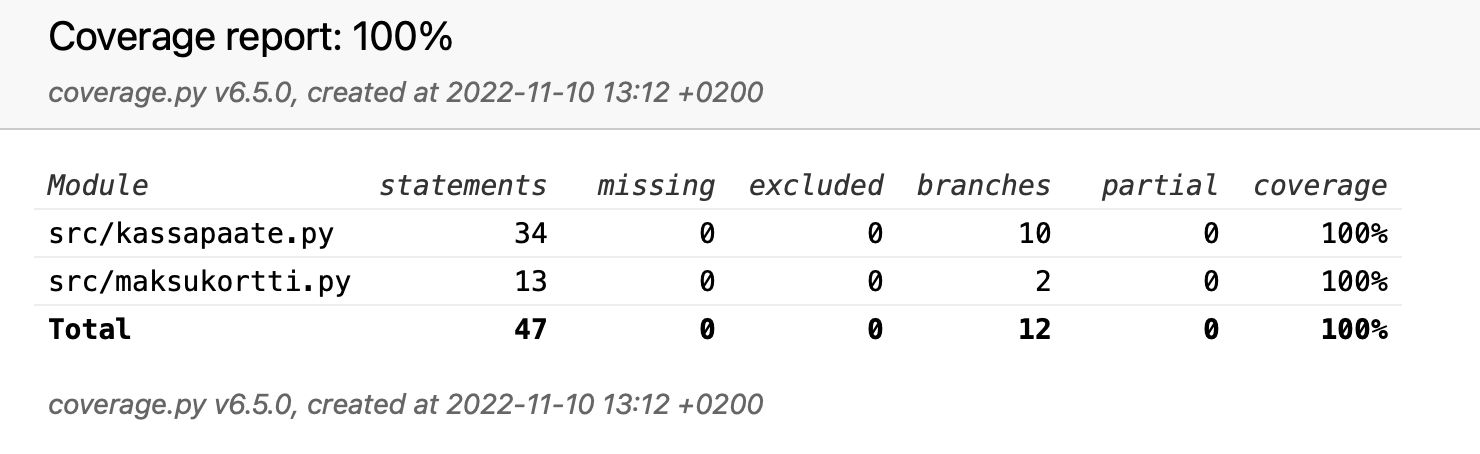 Coverage report: 100%
coverage.py v6.5.0, created at 2022-11-10 13:12 +0200
Module statements missing excluded branches partial coverage
src/kassapaate.py 34 0 0 10 0 100%
src/maksukortti.py 13 0 0 2 0 100%
Total 47 0 0 12 0 100%
coverage.py v6.5.0, created at 2022-11-10 13:12 +0200